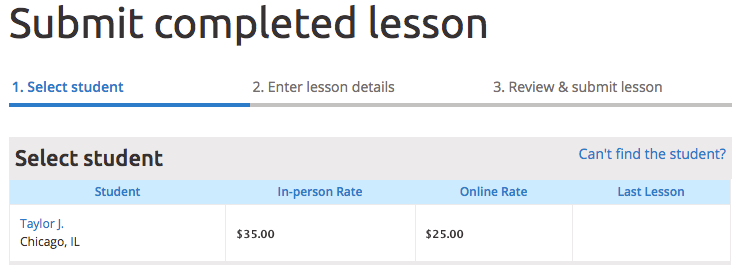 Submit completed lesson
1. Select student 2. Enter lesson details 3. Review & submit lesson
Select student Can't find the student?
Student In-person Rate Online Rate Last Lesson
Taylor J.
Chicago, IL
$35.00 $25.00